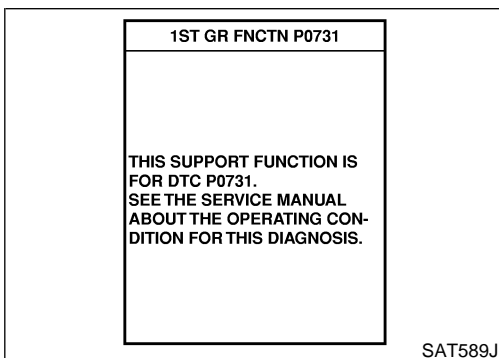 1ST GR FNCTN P0731
THIS SUPPORT FUNCTION IS
FOR DTC P0731.
SEE THE SERVICE MANUAL
ABOUT THE OPERATING CON-
DITION FOR THIS DIAGNOSIS.
SAT589J